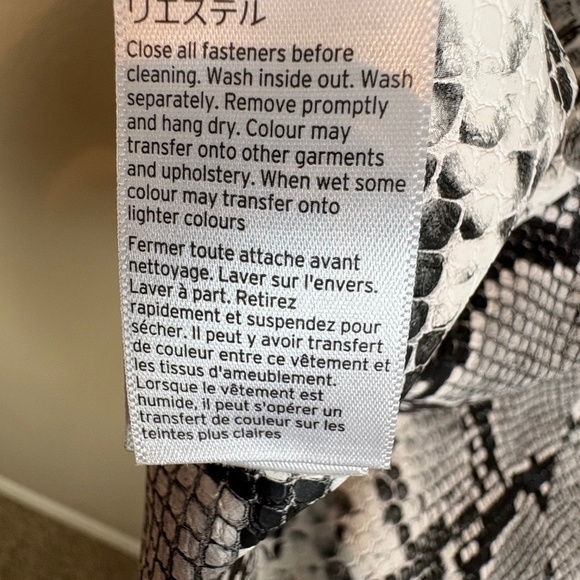 リエステル
Close all fasteners before
cleaning. Wash inside out. Wash
separately. Remove promptly
and hang dry. Colour may
transfer onto other garments
and upholstery. When wet some
colour may transfer onto
lighter colours
Fermer toute attache avant
nettoyage. Laver sur l'envers.
Laver à part. Retirez
rapidement et suspendez pour
sécher. Il peut y avoir transfert
de couleur entre ce vêtement et
les tissus d'ameublement.
Lorsque le vêtement est
humide, il peut s'opérer un
transfert de couleur sur les
teintes plus claires